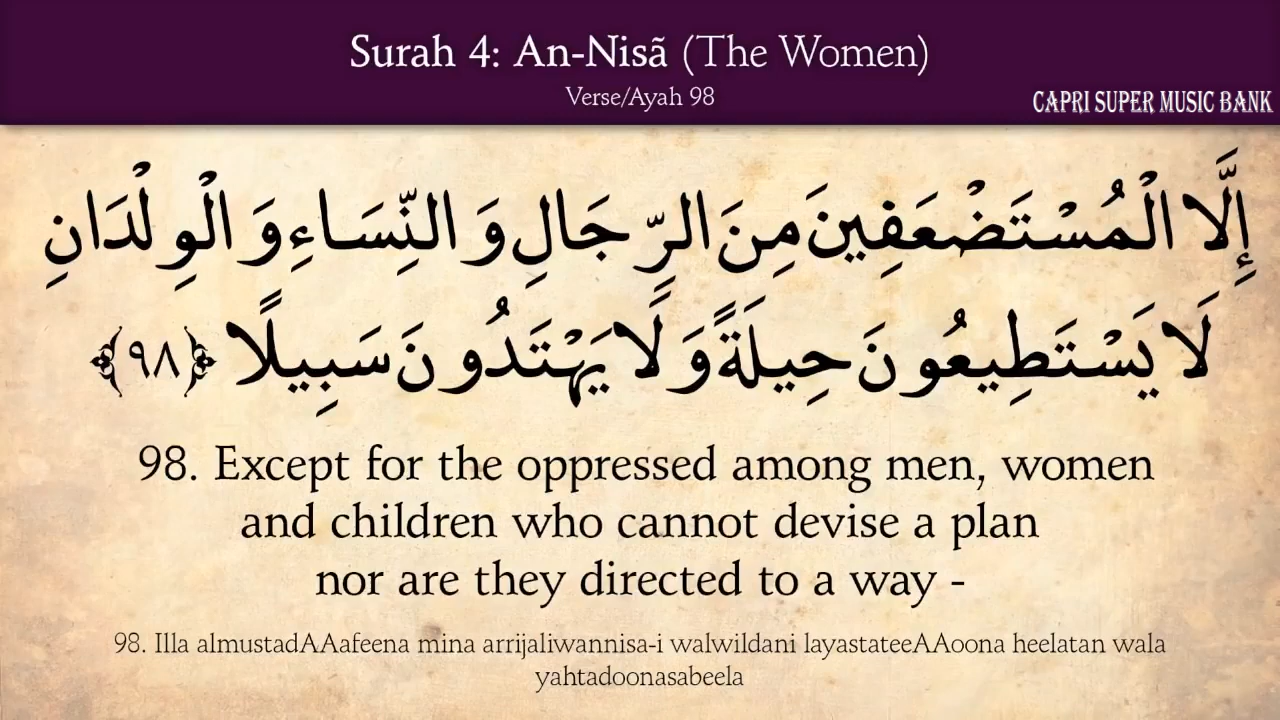 Surah 4: An-Nisã (The Women)
Verse/Ayah 98
CAPRI SUPER MUSIC BANK
إِلَّا الْمُسْتَضْعَفِينَ مِنَ الرِّجَالِ وَالنِّسَاءِ وَالْوِلْدَانِ
لَا يَسْتَطِيعُونَ حِيلَةً وَلَا يَهْتَدُونَ سَبِيلًا ﴿٩٨﴾
98. Except for the oppressed among men, women
and children who cannot devise a plan
nor are they directed to a way -
98. Illa almustadAAafeena mina arrijaliwannisa-i walwildani layastateeAAoona heelatan wala
yahtadoonasabeela